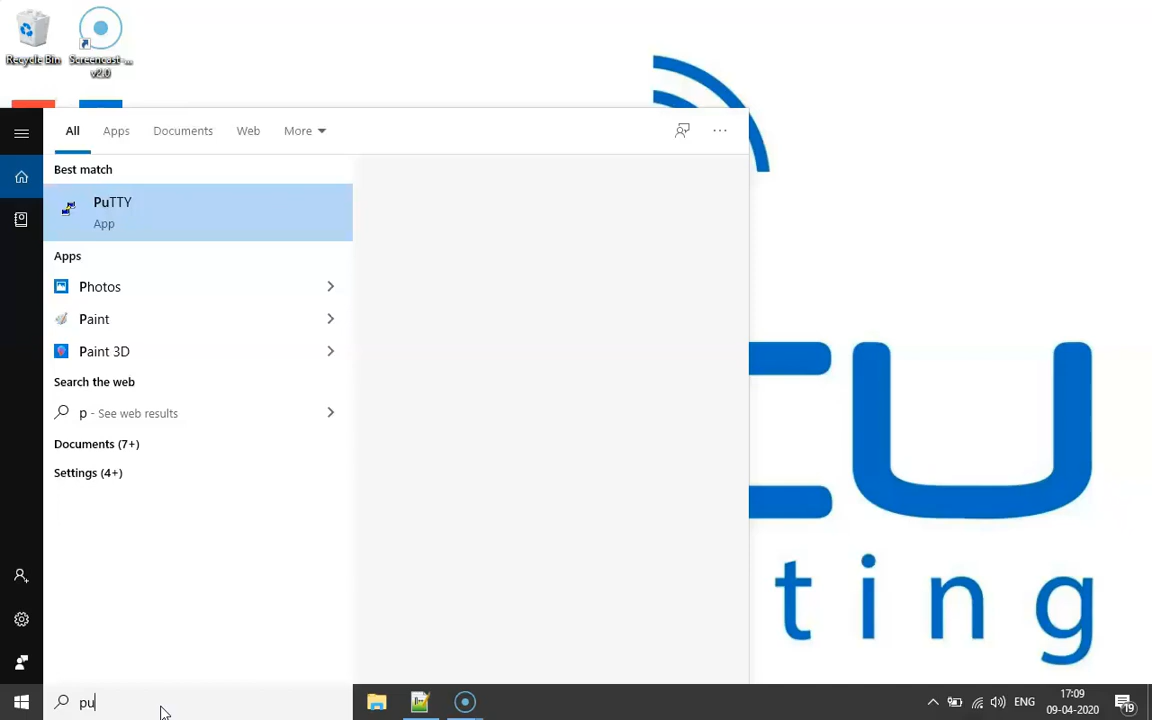 Recycle Bin
Screencast-...
v2.0
All Apps Documents Web More
Best match
PuTTY
App
Apps
Photos
Paint
Paint 3D
Search the web
p - See web results
Documents (7+)
Settings (4+)
ting
pu
ENG
17:09
09-04-2020
19